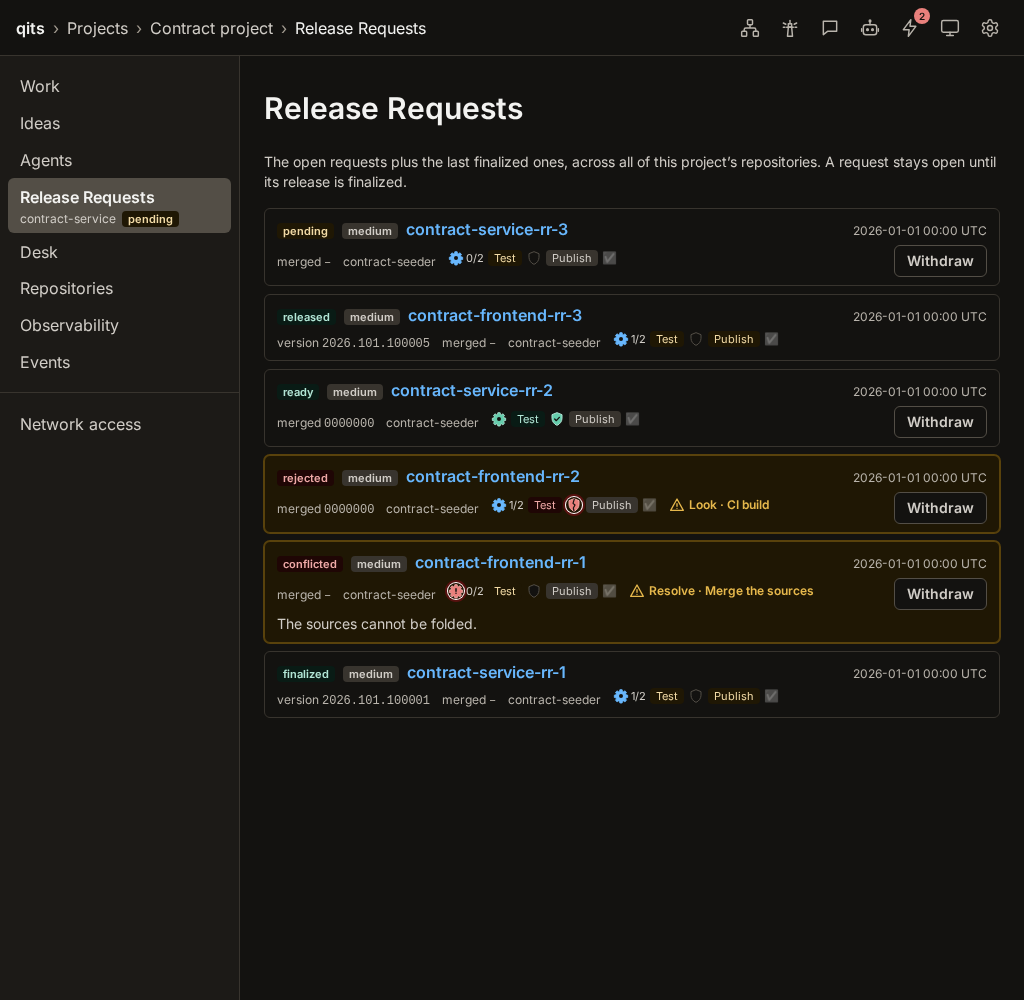 qits › Projects › Contract project › Release Requests
2
Work
Ideas
Agents
Release Requests
contract-service pending
Desk
Repositories
Observability
Events
Network access
Release Requests
The open requests plus the last finalized ones, across all of this project's repositories. A request stays open until
its release is finalized.
pending medium contract-service-rr-3 2026-01-01 00:00 UTC
merged – contract-seeder 0/2 Test Publish Withdraw
released medium contract-frontend-rr-3 2026-01-01 00:00 UTC
version 2026.101.100005 merged – contract-seeder 1/2 Test Publish
ready medium contract-service-rr-2 2026-01-01 00:00 UTC
merged 0000000 contract-seeder Test Publish Withdraw
rejected medium contract-frontend-rr-2 2026-01-01 00:00 UTC
merged 0000000 contract-seeder 1/2 Test Publish Look · CI build Withdraw
conflicted medium contract-frontend-rr-1 2026-01-01 00:00 UTC
merged – contract-seeder 0/2 Test Publish Resolve · Merge the sources Withdraw
The sources cannot be folded.
finalized medium contract-service-rr-1 2026-01-01 00:00 UTC
version 2026.101.100001 merged – contract-seeder 1/2 Test Publish